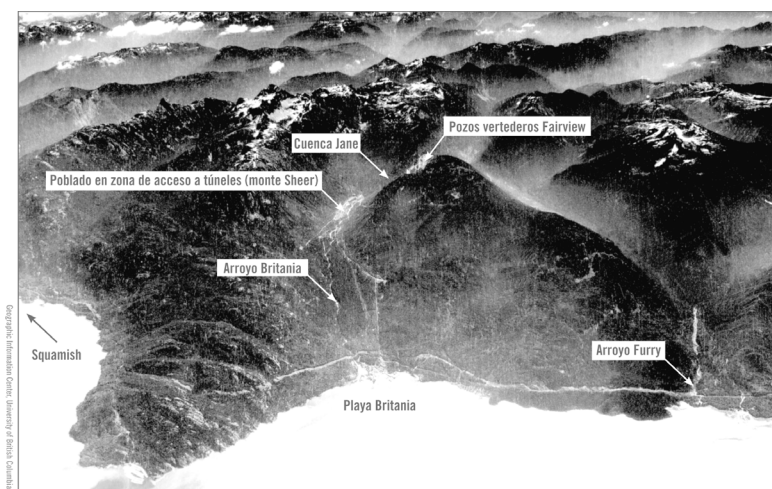 Pozos vertederos Fairview
Cuenca Jane
Poblado en zona de acceso a túneles (monte Sheer)
Arroyo Britania
Squamish
Arroyo Furry
Playa Britania
Geographic Information Center, University of British Columbia